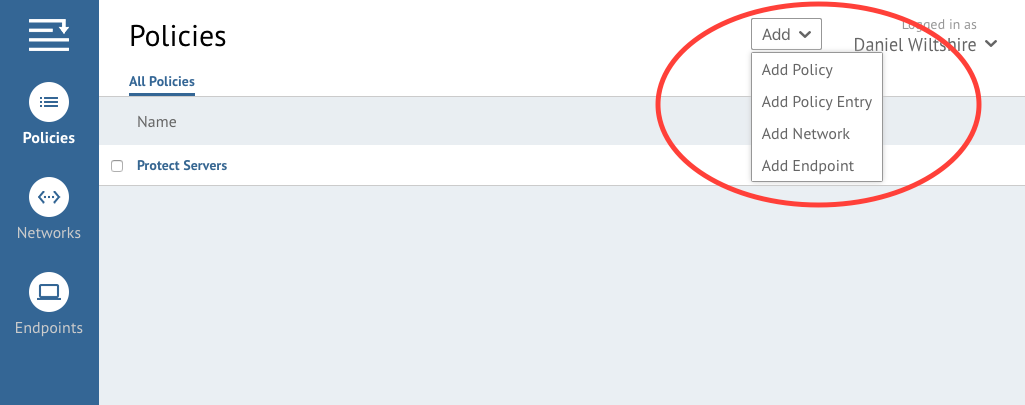 Policies
Add
Logged in as
Daniel Wiltshire
All Policies
Add Policy
Add Policy Entry
Add Network
Add Endpoint
Name
Protect Servers
Policies
Networks
Endpoints